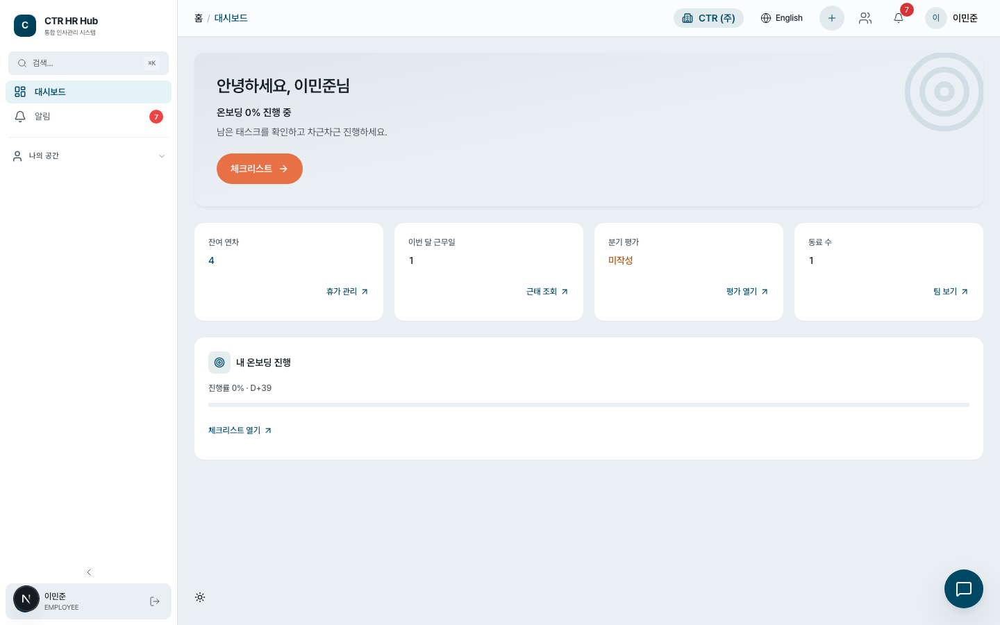 C
CTR HR Hub
통합 인사관리 시스템
검색...
⌘K
대시보드
알림
7
나의 공간
N
이민준
EMPLOYEE
홈 / 대시보드
CTR (주)
English
7
이
이민준
안녕하세요, 이민준님
온보딩 0% 진행 중
남은 태스크를 확인하고 차근차근 진행하세요.
체크리스트
잔여 연차
4
휴가 관리
이번 달 근무일
1
근태 조회
분기 평가
미작성
평가 열기
동료 수
1
팀 보기
내 온보딩 진행
진행률 0% · D+39
체크리스트 열기